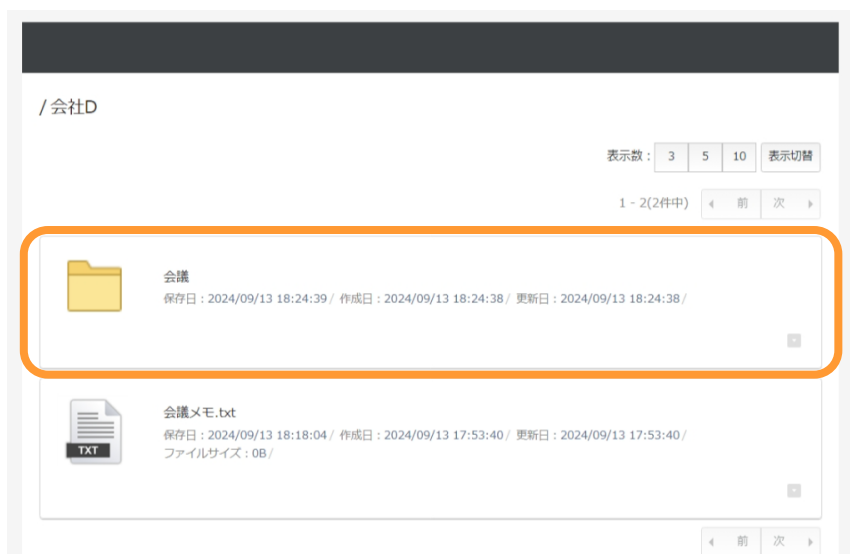 / 会社D
表示数： 3 5 10 表示切替
1 - 2(2件中) 前 次
会議
保存日：2024/09/13 18:24:39 / 作成日：2024/09/13 18:24:38 / 更新日：2024/09/13 18:24:38 /
会議メモ.txt
保存日：2024/09/13 18:18:04 / 作成日：2024/09/13 17:53:40 / 更新日：2024/09/13 17:53:40 /
TXT
ファイルサイズ：0B /
前 次